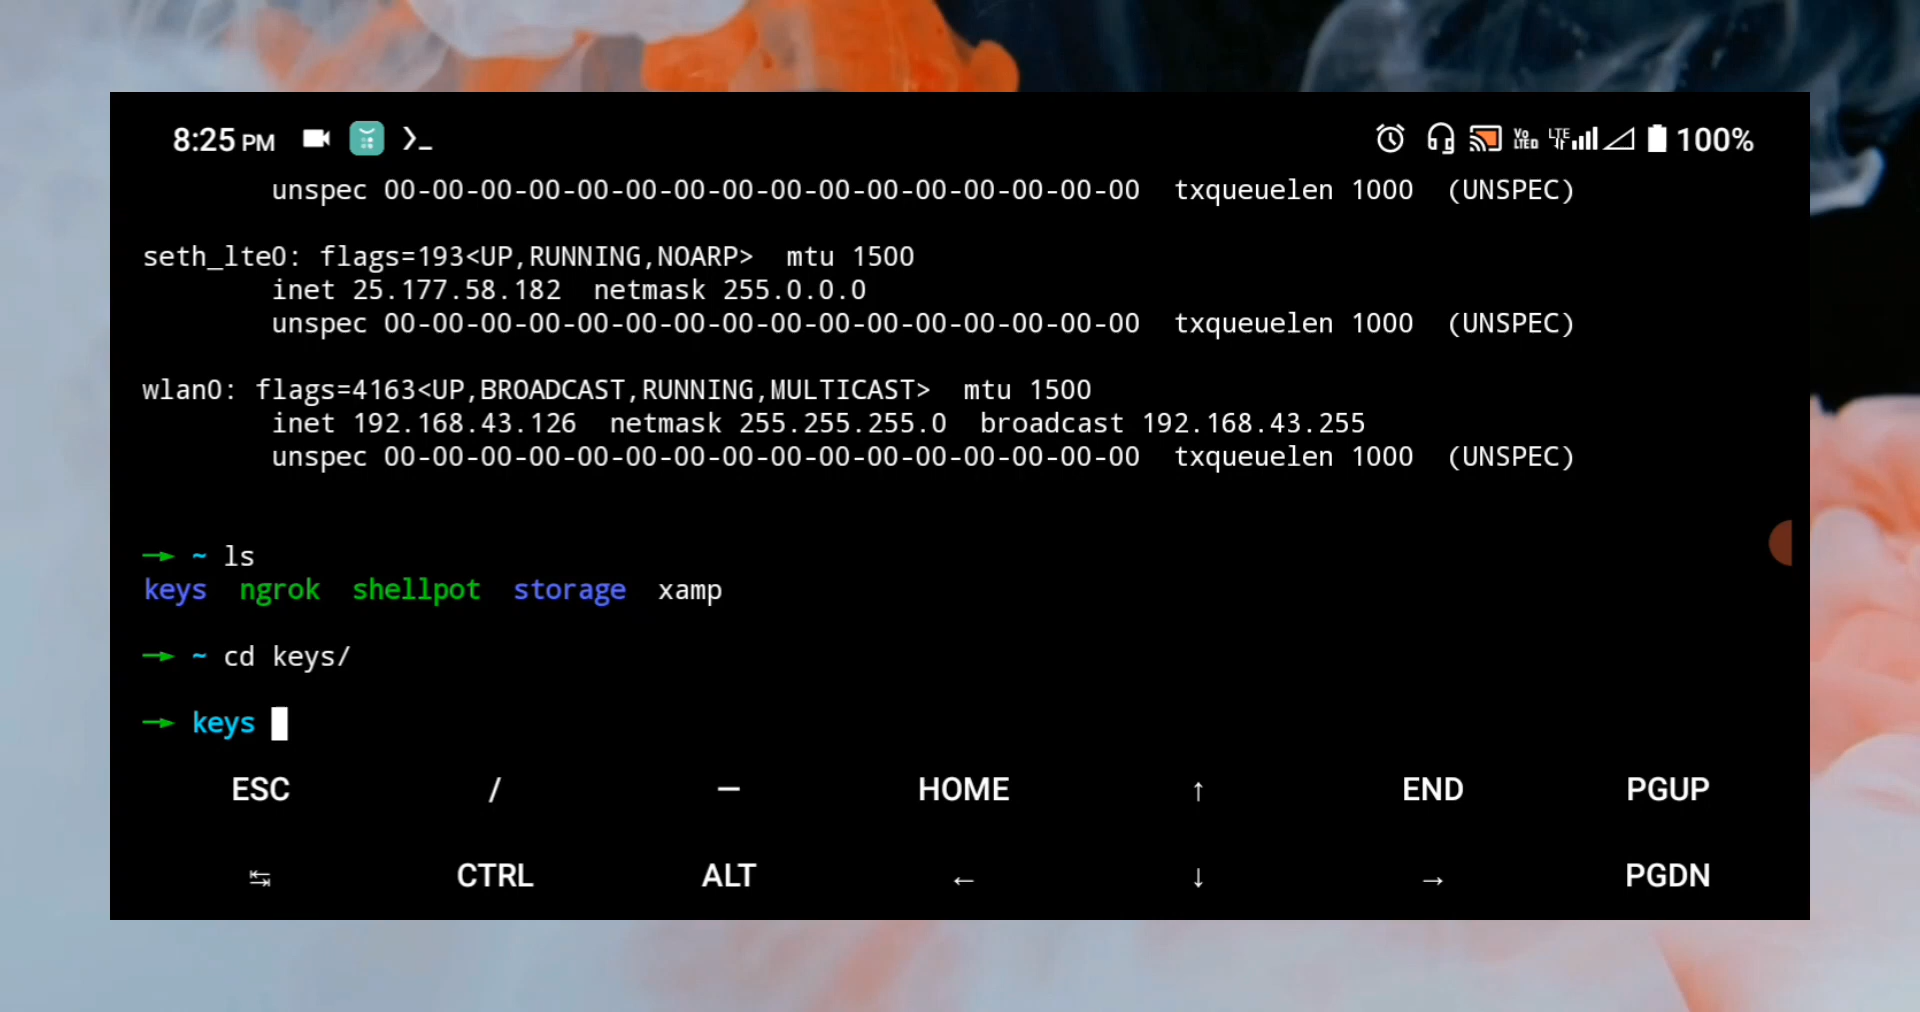 8:25 PM 100%
unspec 00-00-00-00-00-00-00-00-00-00-00-00-00-00-00-00 txqueuelen 1000 (UNSPEC)
seth_lte0: flags=193<UP,RUNNING,NOARP> mtu 1500
inet 25.177.58.182 netmask 255.0.0.0
unspec 00-00-00-00-00-00-00-00-00-00-00-00-00-00-00-00 txqueuelen 1000 (UNSPEC)
wlan0: flags=4163<UP,BROADCAST,RUNNING,MULTICAST> mtu 1500
inet 192.168.43.126 netmask 255.255.255.0 broadcast 192.168.43.255
unspec 00-00-00-00-00-00-00-00-00-00-00-00-00-00-00-00 txqueuelen 1000 (UNSPEC)
→ ~ ls
keys ngrok shellpot storage xamp
→ ~ cd keys/
→ keys
ESC / — HOME ↑ END PGUP
↹ CTRL ALT ← ↓ → PGDN